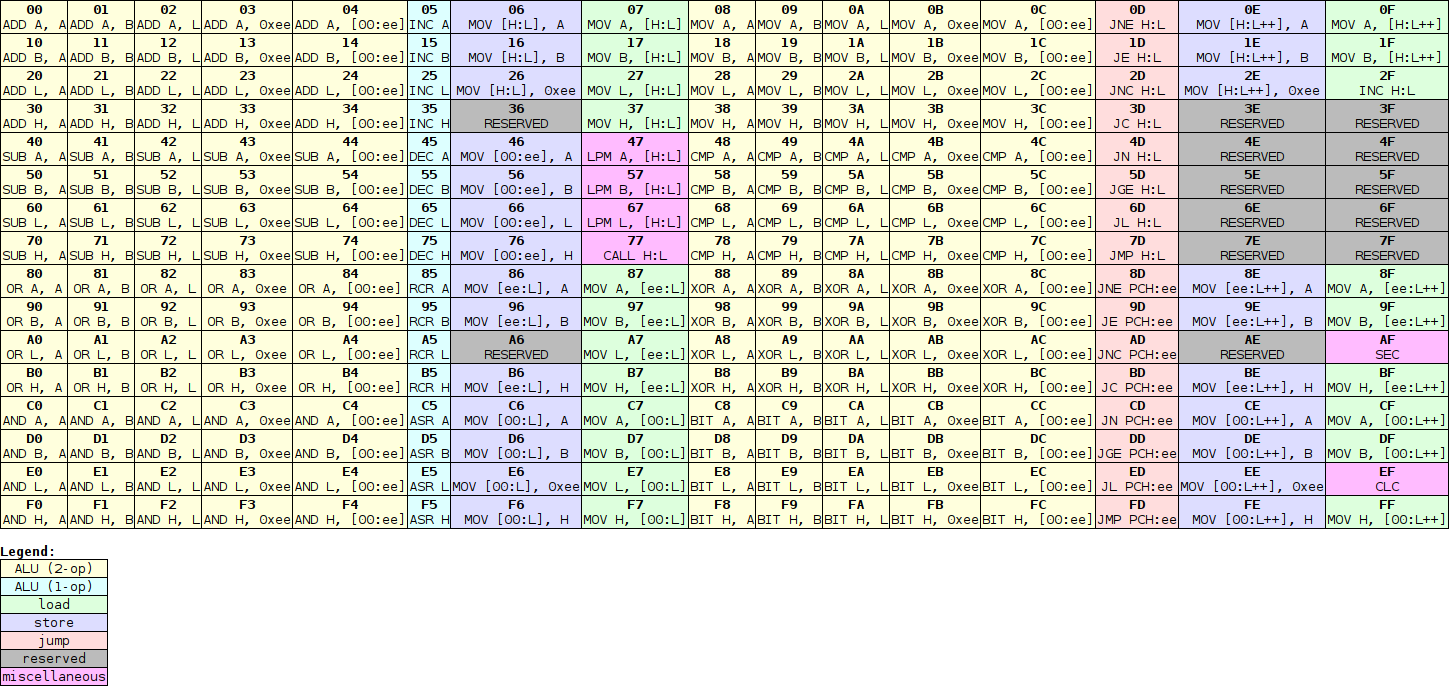 00 01 02 03 04 05 06 07 08 09 0A 0B 0C 0D 0E 0F
ADD A, A ADD A, B ADD A, L ADD A, 0xee ADD A, [00:ee] INC A MOV [H:L], A MOV A, [H:L] MOV A, A MOV A, B MOV A, L MOV A, 0xee MOV A, [00:ee] JNE H:L MOV [H:L++], A MOV A, [H:L++]
10 11 12 13 14 15 16 17 18 19 1A 1B 1C 1D 1E 1F
ADD B, A ADD B, B ADD B, L ADD B, 0xee ADD B, [00:ee] INC B MOV [H:L], B MOV B, [H:L] MOV B, A MOV B, B MOV B, L MOV B, 0xee MOV B, [00:ee] JE H:L MOV [H:L++], B MOV B, [H:L++]
20 21 22 23 24 25 26 27 28 29 2A 2B 2C 2D 2E 2F
ADD L, A ADD L, B ADD L, L ADD L, 0xee ADD L, [00:ee] INC L MOV [H:L], 0xee MOV L, [H:L] MOV L, A MOV L, B MOV L, L MOV L, 0xee MOV L, [00:ee] JNC H:L MOV [H:L++], 0xee INC H:L
30 31 32 33 34 35 36 37 38 39 3A 3B 3C 3D 3E 3F
ADD H, A ADD H, B ADD H, L ADD H, 0xee ADD H, [00:ee] INC H RESERVED MOV H, [H:L] MOV H, A MOV H, B MOV H, L MOV H, 0xee MOV H, [00:ee] JC H:L RESERVED RESERVED
40 41 42 43 44 45 46 47 48 49 4A 4B 4C 4D 4E 4F
SUB A, A SUB A, B SUB A, L SUB A, 0xee SUB A, [00:ee] DEC A MOV [00:ee], A LPM A, [H:L] CMP A, A CMP A, B CMP A, L CMP A, 0xee CMP A, [00:ee] JN H:L RESERVED RESERVED
50 51 52 53 54 55 56 57 58 59 5A 5B 5C 5D 5E 5F
SUB B, A SUB B, B SUB B, L SUB B, 0xee SUB B, [00:ee] DEC B MOV [00:ee], B LPM B, [H:L] CMP B, A CMP B, B CMP B, L CMP B, 0xee CMP B, [00:ee] JGE H:L RESERVED RESERVED
60 61 62 63 64 65 66 67 68 69 6A 6B 6C 6D 6E 6F
SUB L, A SUB L, B SUB L, L SUB L, 0xee SUB L, [00:ee] DEC L MOV [00:ee], L LPM L, [H:L] CMP L, A CMP L, B CMP L, L CMP L, 0xee CMP L, [00:ee] JL H:L RESERVED RESERVED
70 71 72 73 74 75 76 77 78 79 7A 7B 7C 7D 7E 7F
SUB H, A SUB H, B SUB H, L SUB H, 0xee SUB H, [00:ee] DEC H MOV [00:ee], H CALL H:L CMP H, A CMP H, B CMP H, L CMP H, 0xee CMP H, [00:ee] JMP H:L RESERVED RESERVED
80 81 82 83 84 85 86 87 88 89 8A 8B 8C 8D 8E 8F
OR A, A OR A, B OR A, L OR A, 0xee OR A, [00:ee] RCR A MOV [ee:L], A MOV A, [ee:L] XOR A, A XOR A, B XOR A, L XOR A, 0xee XOR A, [00:ee] JNE PCH:ee MOV [ee:L++], A MOV A, [ee:L++]
90 91 92 93 94 95 96 97 98 99 9A 9B 9C 9D 9E 9F
OR B, A OR B, B OR B, L OR B, 0xee OR B, [00:ee] RCR B MOV [ee:L], B MOV B, [ee:L] XOR B, A XOR B, B XOR B, L XOR B, 0xee XOR B, [00:ee] JE PCH:ee MOV [ee:L++], B MOV B, [ee:L++]
A0 A1 A2 A3 A4 A5 A6 A7 A8 A9 AA AB AC AD AE AF
OR L, A OR L, B OR L, L OR L, 0xee OR L, [00:ee] RCR L RESERVED MOV L, [ee:L] XOR L, A XOR L, B XOR L, L XOR L, 0xee XOR L, [00:ee] JNC PCH:ee RESERVED SEC
B0 B1 B2 B3 B4 B5 B6 B7 B8 B9 BA BB BC BD BE BF
OR H, A OR H, B OR H, L OR H, 0xee OR H, [00:ee] RCR H MOV [ee:L], H MOV H, [ee:L] XOR H, A XOR H, B XOR H, L XOR H, 0xee XOR H, [00:ee] JC PCH:ee MOV [ee:L++], H MOV H, [ee:L++]
C0 C1 C2 C3 C4 C5 C6 C7 C8 C9 CA CB CC CD CE CF
AND A, A AND A, B AND A, L AND A, 0xee AND A, [00:ee] ASR A MOV [00:L], A MOV A, [00:L] BIT A, A BIT A, B BIT A, L BIT A, 0xee BIT A, [00:ee] JN PCH:ee MOV [00:L++], A MOV A, [00:L++]
D0 D1 D2 D3 D4 D5 D6 D7 D8 D9 DA DB DC DD DE DF
AND B, A AND B, B AND B, L AND B, 0xee AND B, [00:ee] ASR B MOV [00:L], B MOV B, [00:L] BIT B, A BIT B, B BIT B, L BIT B, 0xee BIT B, [00:ee] JGE PCH:ee MOV [00:L++], B MOV B, [00:L++]
E0 E1 E2 E3 E4 E5 E6 E7 E8 E9 EA EB EC ED EE EF
AND L, A AND L, B AND L, L AND L, 0xee AND L, [00:ee] ASR L MOV [00:L], 0xee MOV L, [00:L] BIT L, A BIT L, B BIT L, L BIT L, 0xee BIT L, [00:ee] JL PCH:ee MOV [00:L++], 0xee CLC
F0 F1 F2 F3 F4 F5 F6 F7 F8 F9 FA FB FC FD FE FF
AND H, A AND H, B AND H, L AND H, 0xee AND H, [00:ee] ASR H MOV [00:L], H MOV H, [00:L] BIT H, A BIT H, B BIT H, L BIT H, 0xee BIT H, [00:ee] JMP PCH:ee MOV [00:L++], H MOV H, [00:L++]
Legend:
ALU (2-op)
ALU (1-op)
load
store
jump
reserved
miscellaneous